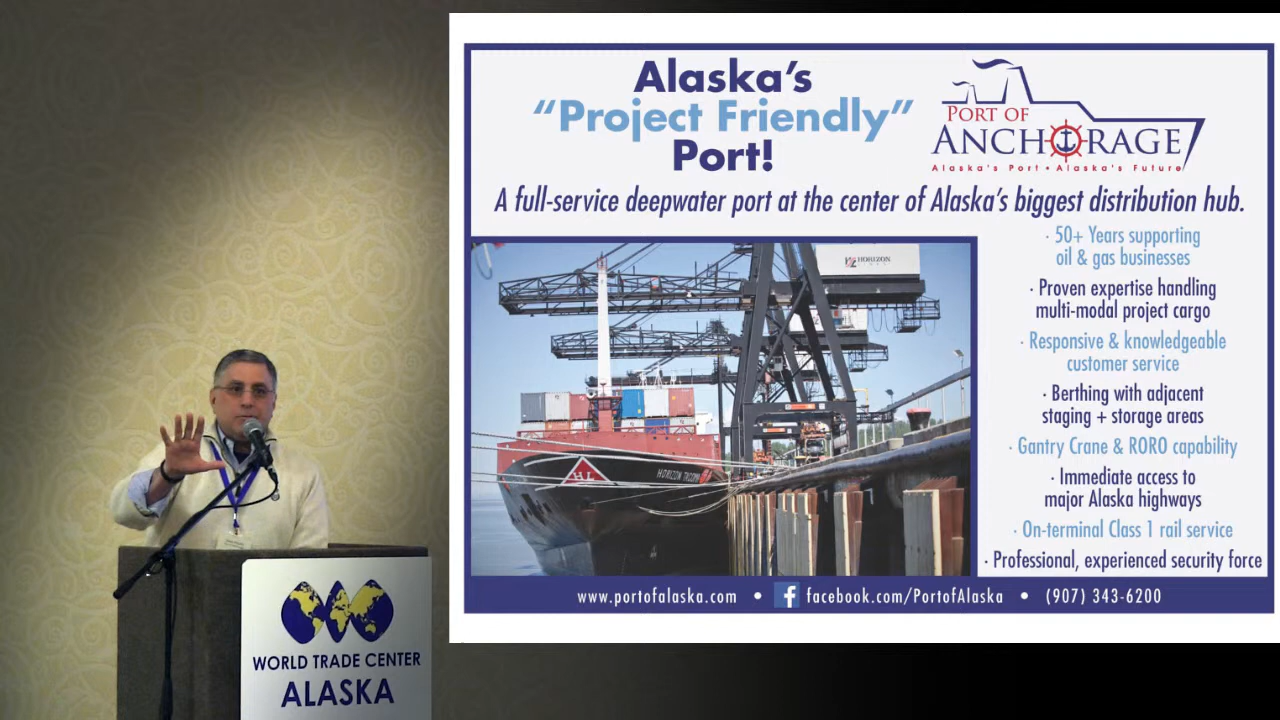 Alaska's
"Project Friendly"
Port!
PORT OF
ANCHORAGE
Alaska's Port • Alaska's Future
A full-service deepwater port at the center of Alaska's biggest distribution hub.
HORIZON
LINES
· 50+ Years supporting
oil & gas businesses
· Proven expertise handling
multi-modal project cargo
· Responsive & knowledgeable
customer service
· Berthing with adjacent
staging + storage areas
· Gantry Crane & RORO capability
· Immediate access to
major Alaska highways
· On-terminal Class 1 rail service
· Professional, experienced security force
HORIZON
www.portofalaska.com • facebook.com/PortofAlaska • (907) 343-6200
WORLD TRADE CENTER
ALASKA